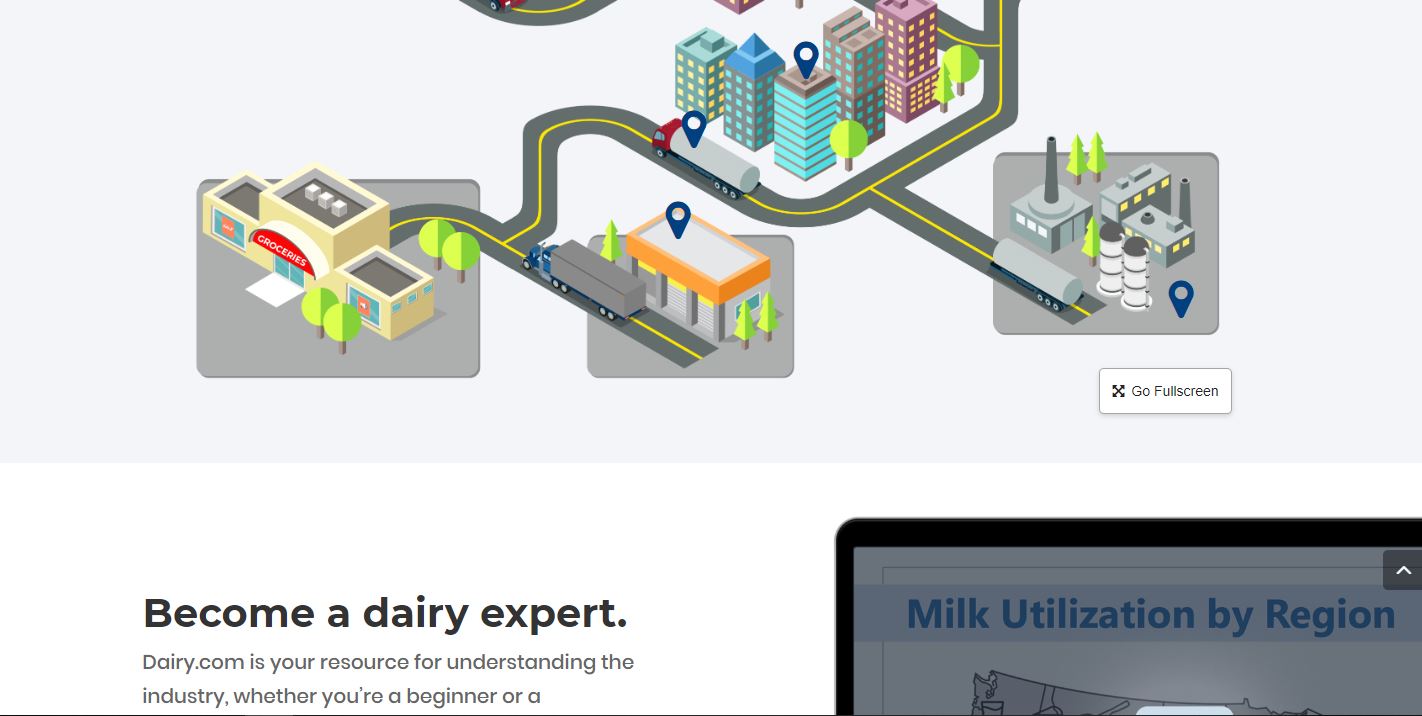 GROCERIES
Go Fullscreen
Become a dairy expert.
Dairy.com is your resource for understanding the
industry, whether you’re a beginner or a
Milk Utilization by Region